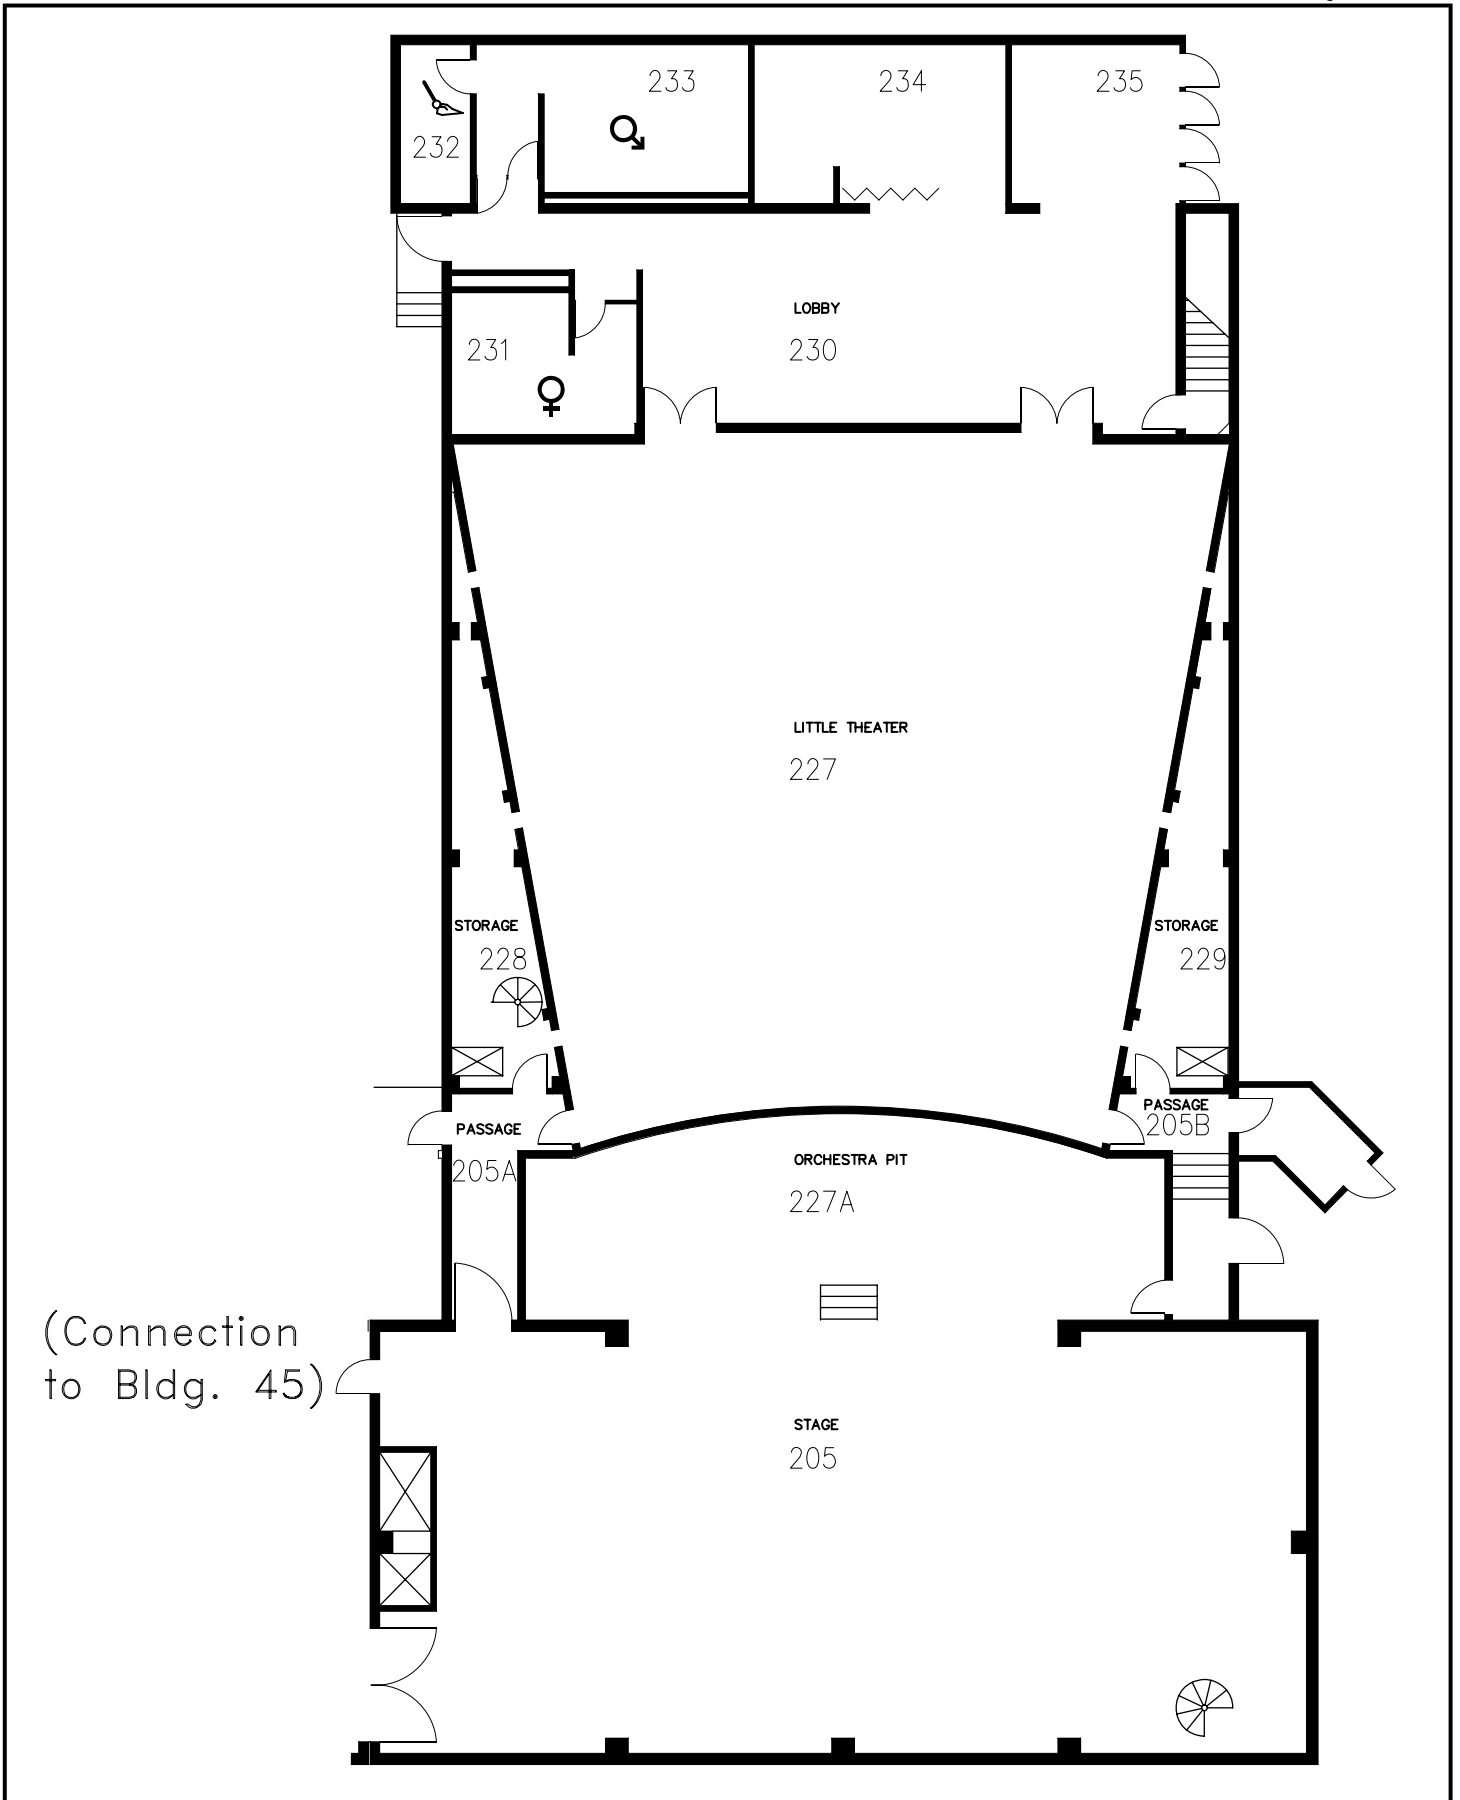 233
234
235
232
LOBBY
231
230
LITTLE THEATER
227
STORAGE
228
STORAGE
229
PASSAGE
205B
PASSAGE
205A
ORCHESTRA PIT
227A
(Connection
to Bldg. 45)
STAGE
205